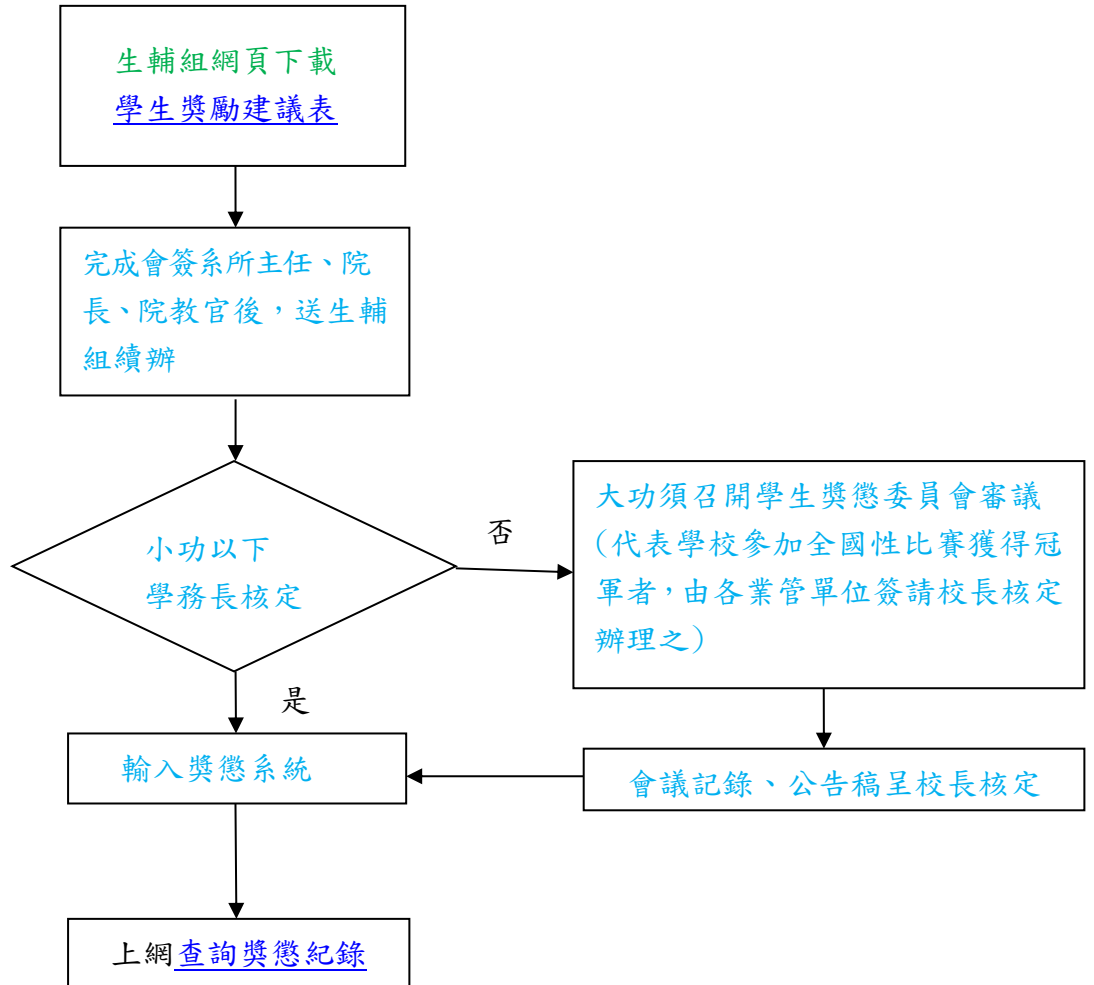 生輔組網頁下載
學生獎勵建議表
完成會簽系所主任、院
長、院教官後，送生輔
組續辦
小功以下
學務長核定
否
大功須召開學生獎懲委員會審議
（代表學校參加全國性比賽獲得冠
軍者，由各業管單位簽請校長核定
辦理之）
是
輸入獎懲系統
會議記錄、公告稿呈校長核定
上網查詢獎懲紀錄